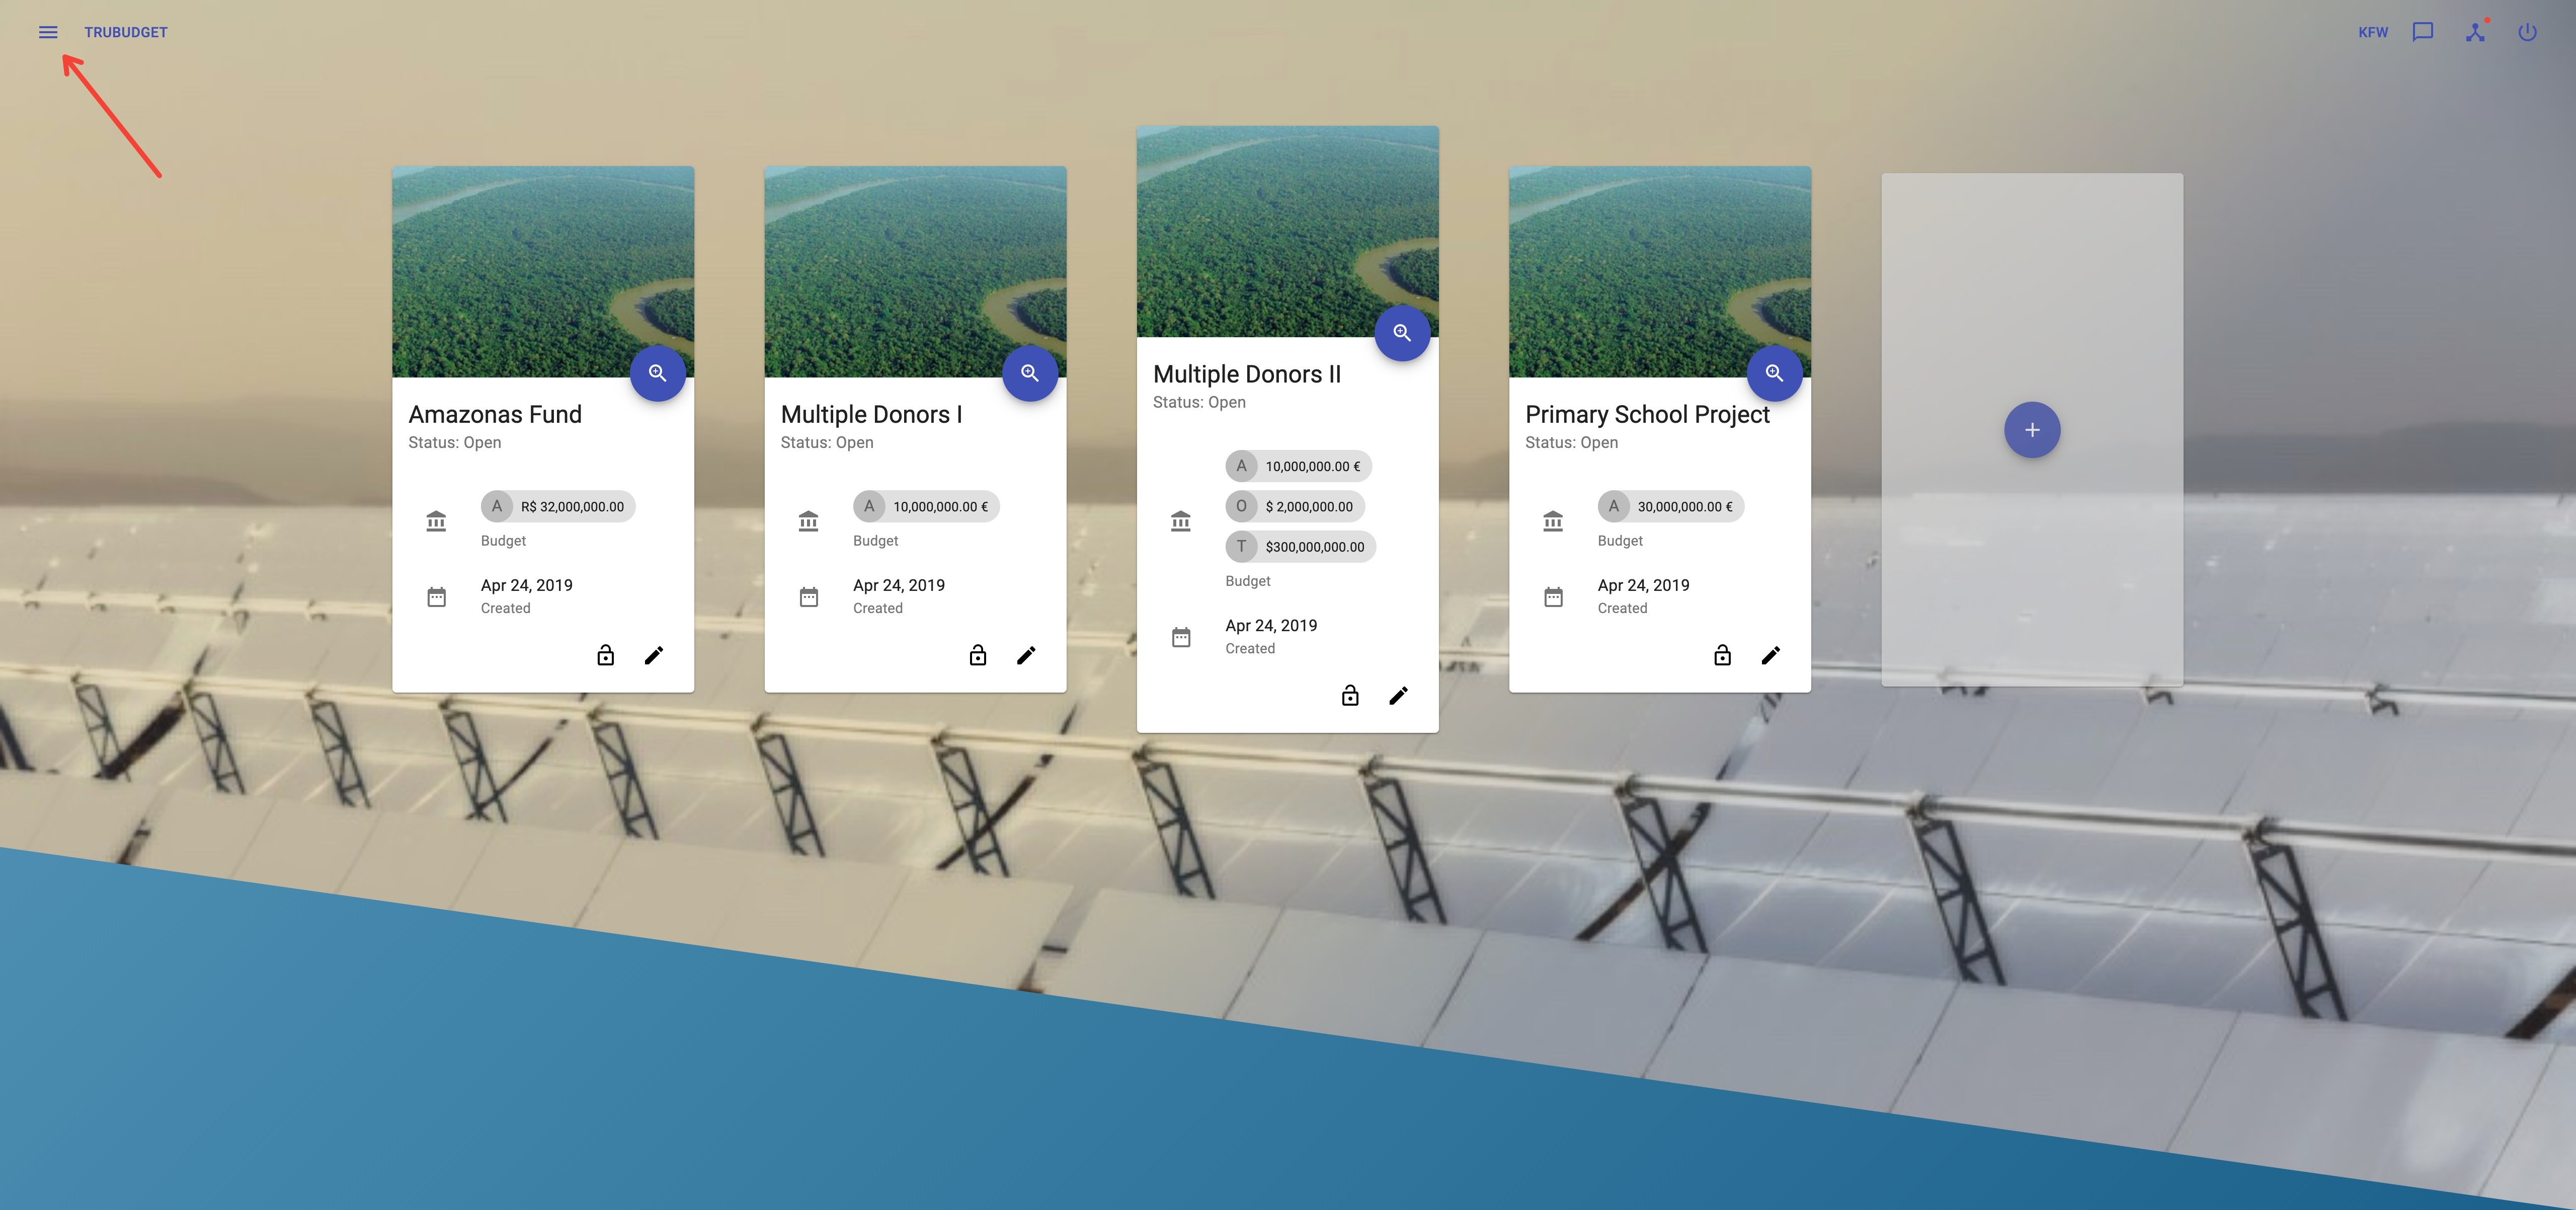 TRUBUDGET
KFW
Amazonas Fund
Status: Open
A R$ 32,000,000.00
Budget
Apr 24, 2019
Created
Multiple Donors I
Status: Open
A 10,000,000.00 €
Budget
Apr 24, 2019
Created
Multiple Donors II
Status: Open
A 10,000,000.00 €
O $ 2,000,000.00
T $300,000,000.00
Budget
Apr 24, 2019
Created
Primary School Project
Status: Open
A 30,000,000.00 €
Budget
Apr 24, 2019
Created